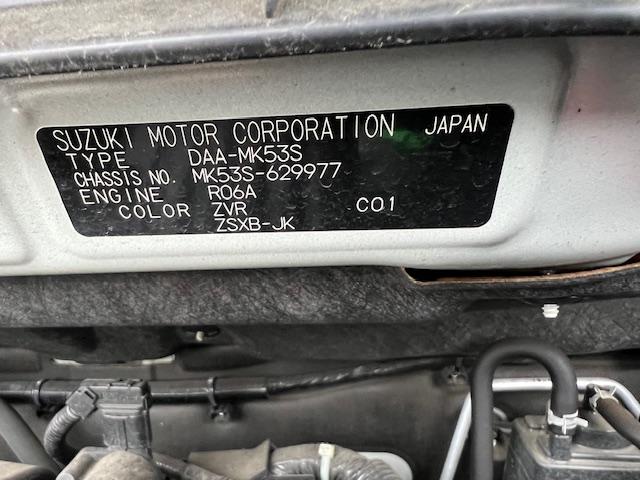 SUZUKI MOTOR CORPORATION JAPAN
TYPE DAA-MK53S
CHASSIS NO. MK53S-629977
ENGINE R06A
COLOR ZVR C01
ZSXB-JK